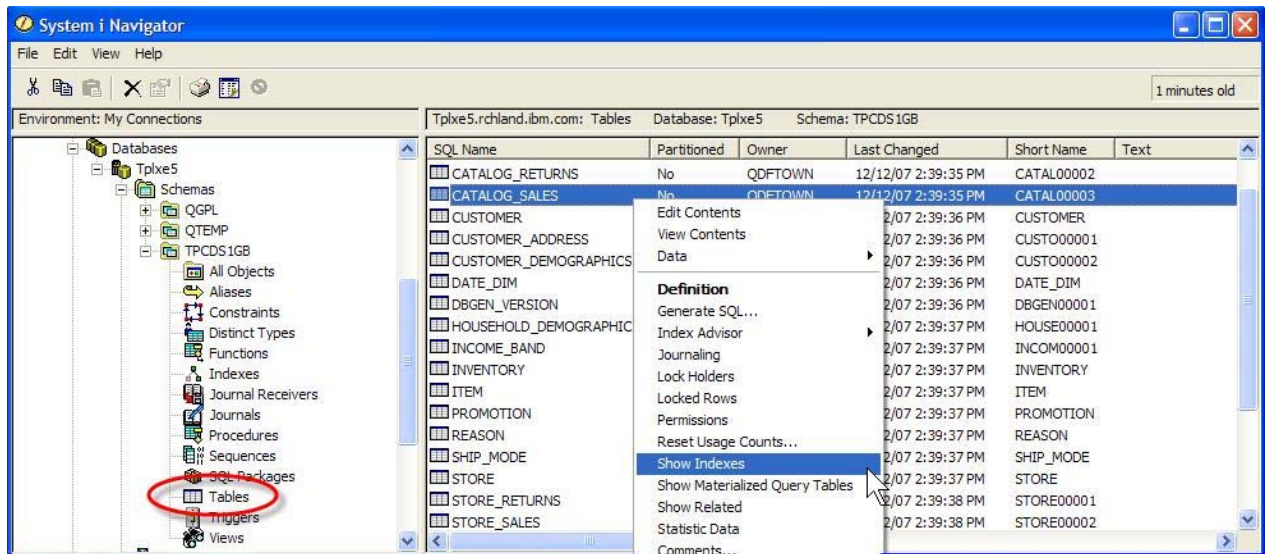 System i Navigator
File Edit View Help
1 minutes old
Environment: My Connections
Tplxe5.rchland.ibm.com: Tables Database: Tplxe5 Schema: TPCDS1GB
Databases
Tplxe5
Schemas
QGPL
QTEMP
TPCDS1GB
All Objects
Aliases
Constraints
Distinct Types
Functions
Indexes
Journal Receivers
Journals
Procedures
Sequences
SQL Packages
Tables
Triggers
Views
SQL Name Partitioned Owner Last Changed Short Name Text
CATALOG_RETURNS No QDFTOWN 12/12/07 2:39:35 PM CATAL00002
CATALOG_SALES No QDFTOWN 12/12/07 2:39:35 PM CATAL00003
CUSTOMER 2/07 2:39:36 PM CUSTOMER
CUSTOMER_ADDRESS 2/07 2:39:36 PM CUSTO00001
CUSTOMER_DEMOGRAPHICS 2/07 2:39:36 PM CUSTO00002
DATE_DIM 2/07 2:39:36 PM DATE_DIM
DBGEN_VERSION 2/07 2:39:36 PM DBGEN00001
HOUSEHOLD_DEMOGRAPHIC 2/07 2:39:37 PM HOUSE00001
INCOME_BAND 2/07 2:39:37 PM INCOM00001
INVENTORY 2/07 2:39:37 PM INVENTORY
ITEM 2/07 2:39:37 PM ITEM
PROMOTION 2/07 2:39:37 PM PROMOTION
REASON 2/07 2:39:37 PM REASON
SHIP_MODE 2/07 2:39:37 PM SHIP_MODE
STORE 2/07 2:39:37 PM STORE
STORE_RETURNS 2/07 2:39:38 PM STORE00001
STORE_SALES 2/07 2:39:38 PM STORE00002
Edit Contents
View Contents
Data
Definition
Generate SQL...
Index Advisor
Journaling
Lock Holders
Locked Rows
Permissions
Reset Usage Counts...
Show Indexes
Show Materialized Query Tables
Show Related
Statistic Data
Comments...